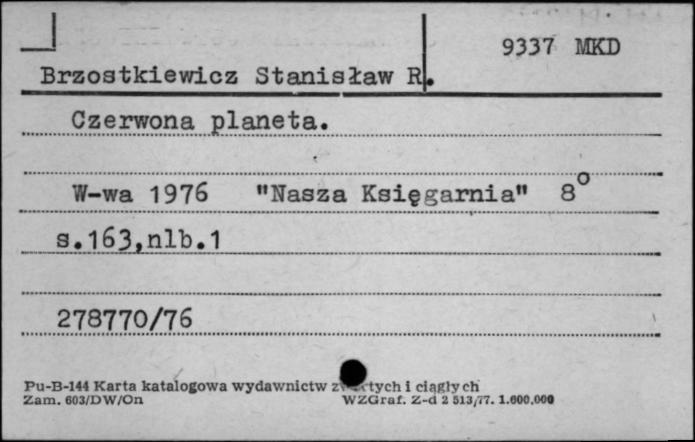 9337 MKD
Brzostkiewicz Stanisław R.
Czerwona planeta.
W-wa 1976 "Nasza Księgarnia" 8°
s.163,nlb.1
278770/76
Pu-B-144 Karta katalogowa wydawnictw i ciągłych
Zam. 603/DW/On WZGraf. Z-d 2 513/77. 1.600.000